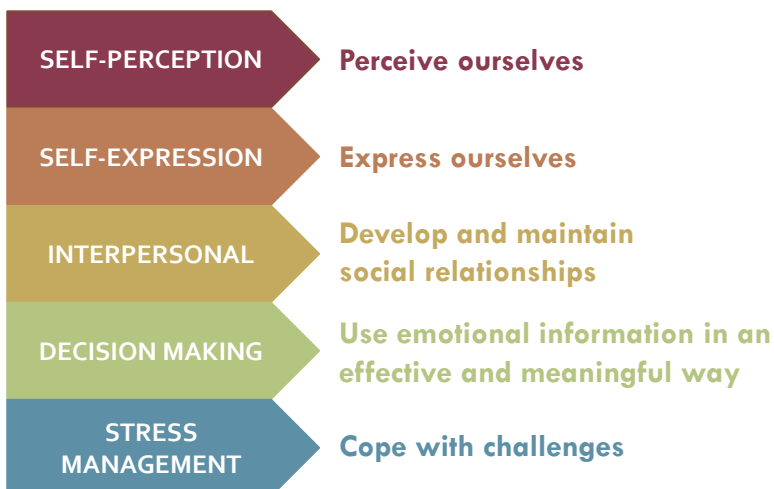 SELF-PERCEPTION
Perceive ourselves
SELF-EXPRESSION
Express ourselves
INTERPERSONAL
Develop and maintain
social relationships
DECISION MAKING
Use emotional information in an
effective and meaningful way
STRESS
MANAGEMENT
Cope with challenges